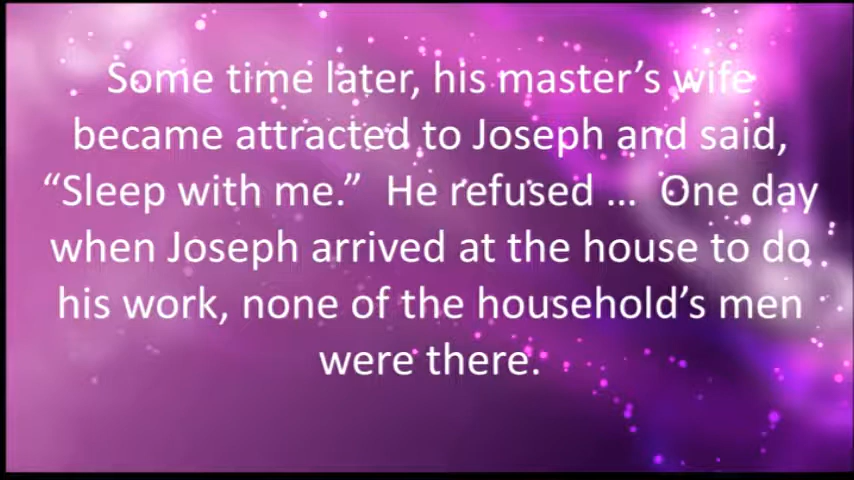 Some time later, his master’s wife
became attracted to Joseph and said,
“Sleep with me.”  He refused …  One day
when Joseph arrived at the house to do
his work, none of the household’s men
were there.